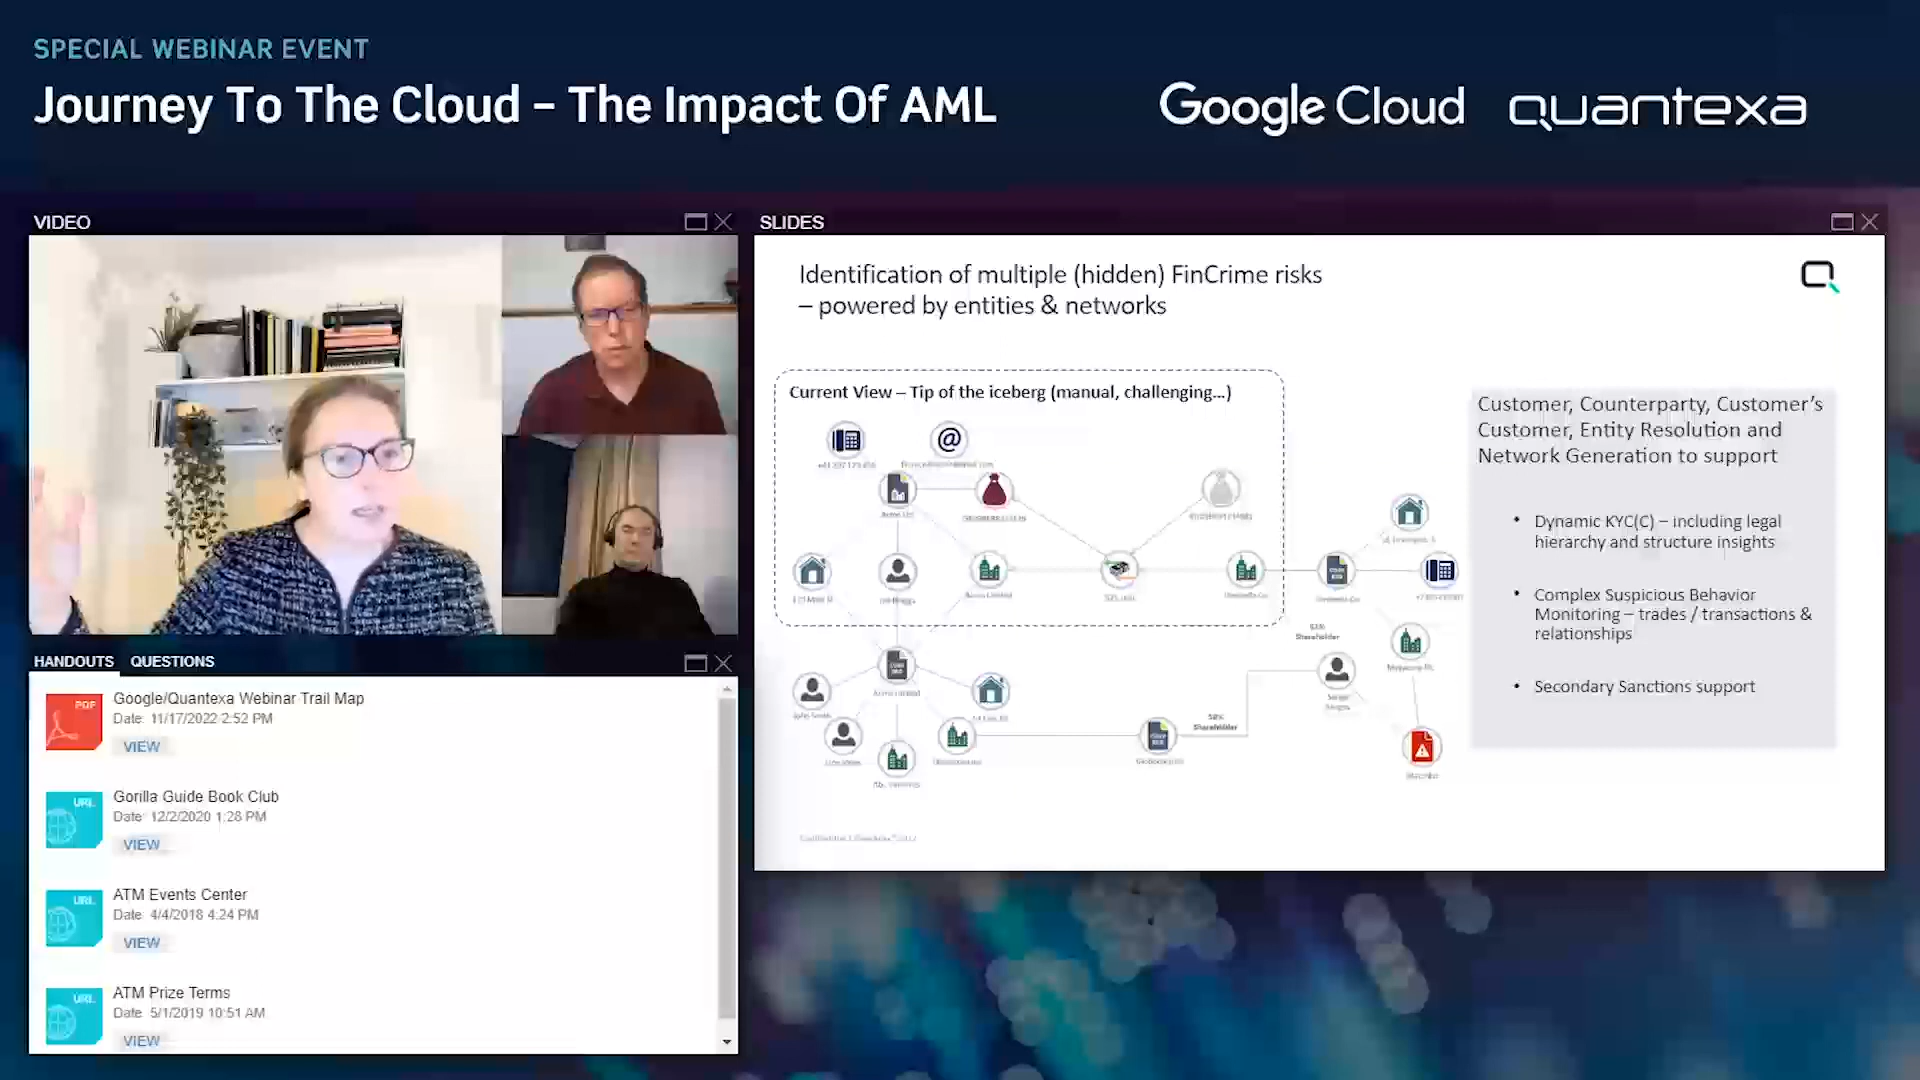 SPECIAL WEBINAR EVENT
Journey To The Cloud – The Impact Of AML
Google Cloud
quantexa
VIDEO
SLIDES
Identification of multiple (hidden) FinCrime risks
– powered by entities & networks
Current View – Tip of the iceberg (manual, challenging...)
@
Acme Ltd
51%
Shareholder
50%
Shareholder
Customer, Counterparty, Customer's
Customer, Entity Resolution and
Network Generation to support
• Dynamic KYC(C) – including legal
hierarchy and structure insights
• Complex Suspicious Behavior
Monitoring – trades / transactions &
relationships
• Secondary Sanctions support
HANDOUTS
QUESTIONS
PDF
Google/Quantexa Webinar Trail Map
Date: 11/17/2022 2:52 PM
VIEW
URL
Gorilla Guide Book Club
Date: 12/2/2020 1:28 PM
VIEW
URL
ATM Events Center
Date: 4/4/2018 4:24 PM
VIEW
URL
ATM Prize Terms
Date: 5/1/2019 10:51 AM
VIEW